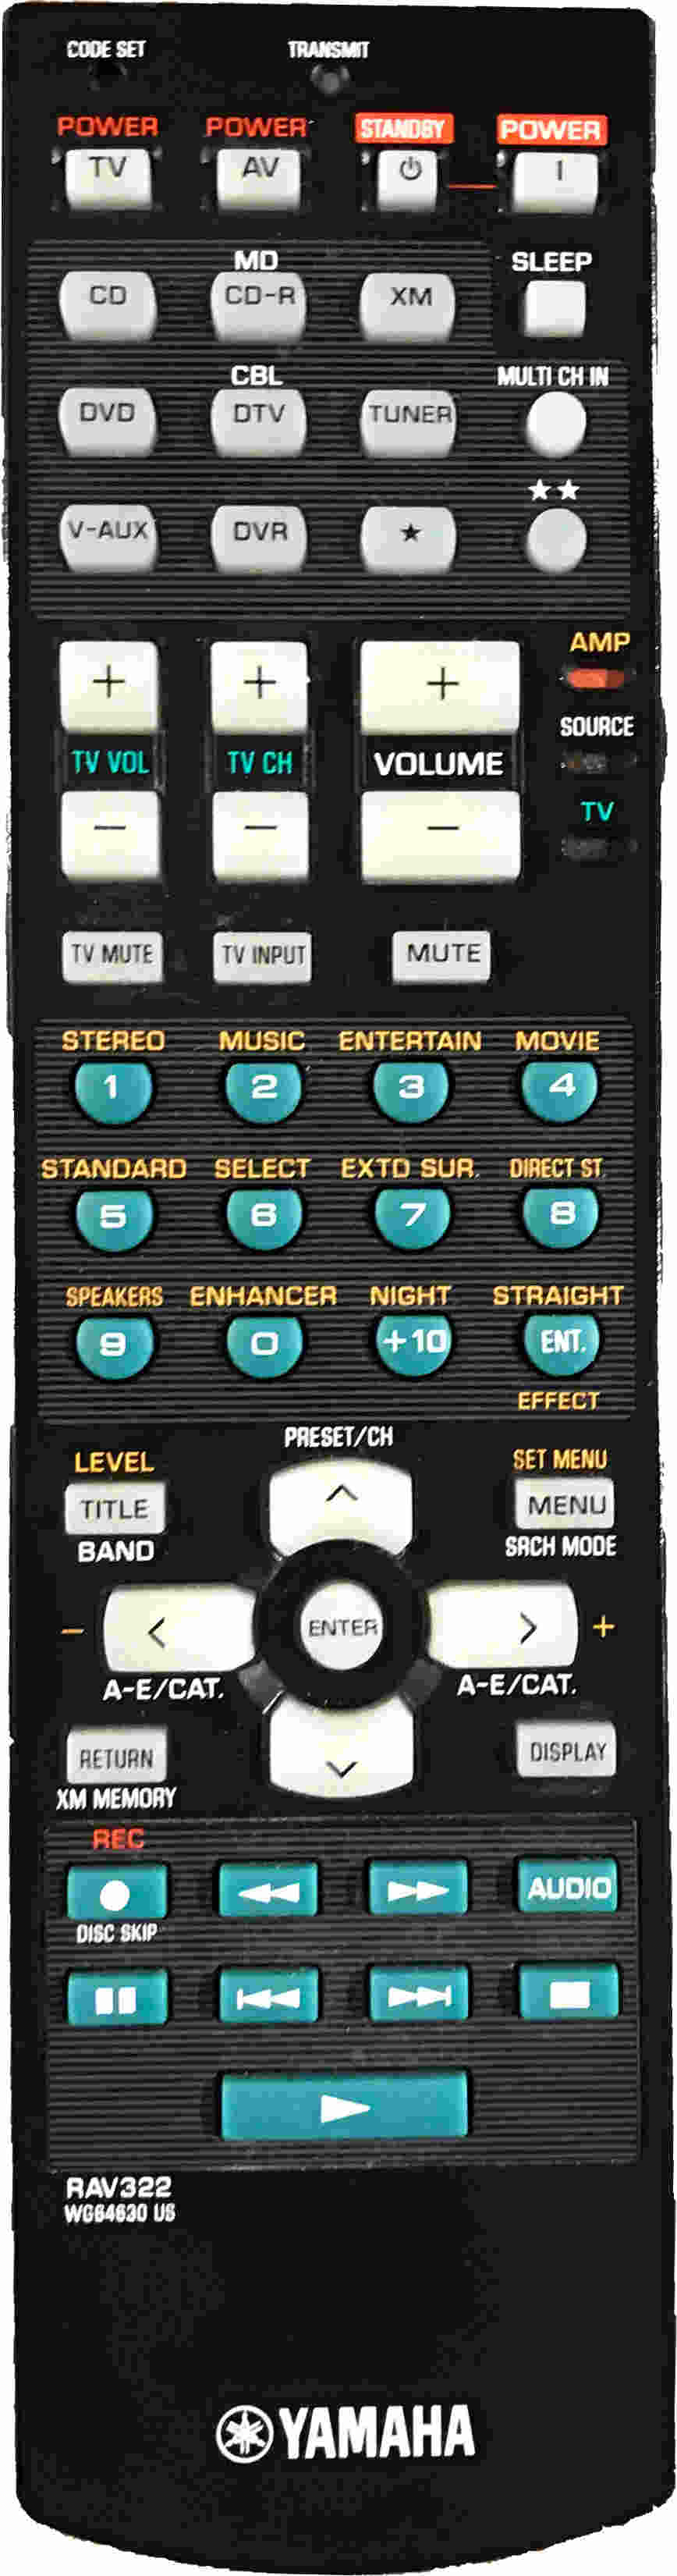 CODE SET TRANSMIT
POWER POWER STANDBY POWER
TV AV I
MD SLEEP
CD CD-R XM
CBL MULTI CH IN
DVD DTV TUNER
★★
V-AUX DVR ★
AMP
+ + +
SOURCE
TV VOL TV CH VOLUME
TV
− − −
TV MUTE TV INPUT MUTE
STEREO MUSIC ENTERTAIN MOVIE
1 2 3 4
STANDARD SELECT EXTD SUR. DIRECT ST.
5 6 7 8
SPEAKERS ENHANCER NIGHT STRAIGHT
9 0 +10 ENT.
EFFECT
PRESET/CH
LEVEL SET MENU
TITLE MENU
BAND SRCH MODE
− < ENTER > +
A-E/CAT. A-E/CAT.
RETURN DISPLAY
XM MEMORY
REC
AUDIO
DISC SKIP
RAV322
WG64630 US
YAMAHA